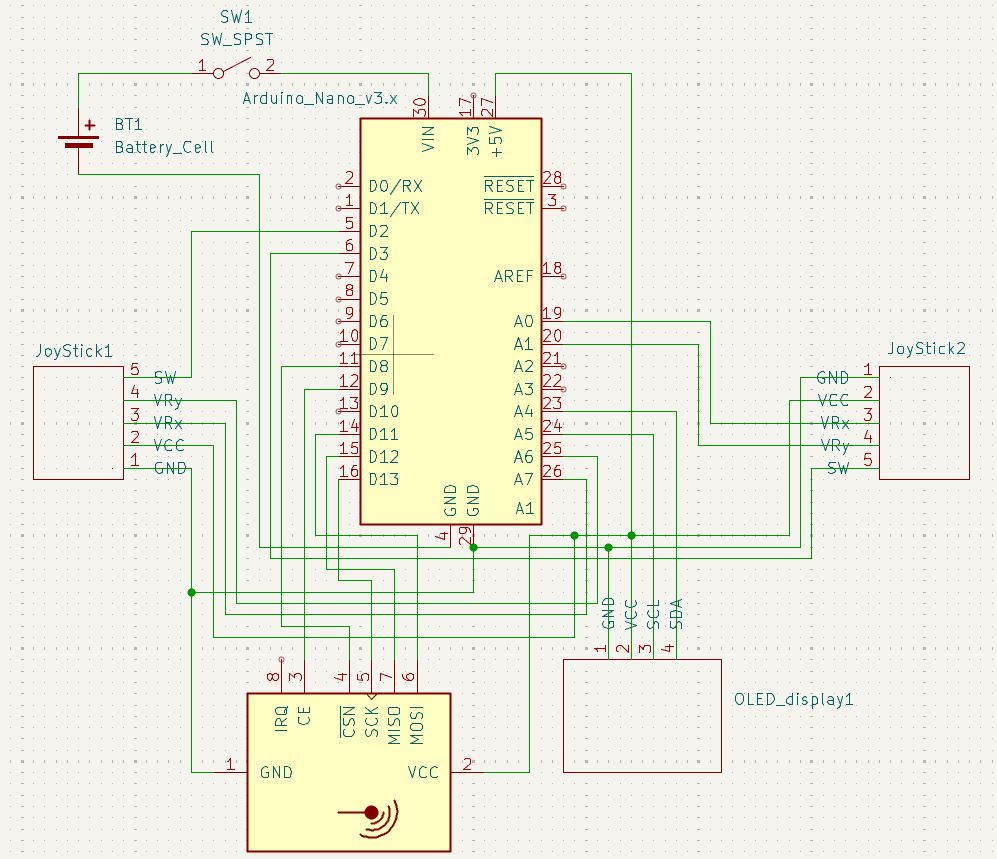 SW1
SW_SPST
1 2
Arduino_Nano_v3.x
BT1
Battery_Cell
+
30 17 27
VIN 3V3 +5V
2 D0/RX RESET 28
1 D1/TX RESET 3
5 D2
6 D3
7 D4 AREF 18
8 D5
9 D6 A0 19
10 D7 A1 20
11 D8 A2 21
12 D9 A3 22
13 D10 A4 23
14 D11 A5 24
15 D12 A6 25
16 D13 A7 26
GND GND A1
4 29
JoyStick1
5 SW
4 VRy
3 VRx
2 VCC
1 GND
JoyStick2
GND 1
VCC 2
VRx 3
VRy 4
SW 5
GND VCC SCL SDA
1 2 3 4
OLED_display1
8 3 4 5 7 6
IRQ CE CSN SCK MISO MOSI
1 GND VCC 2